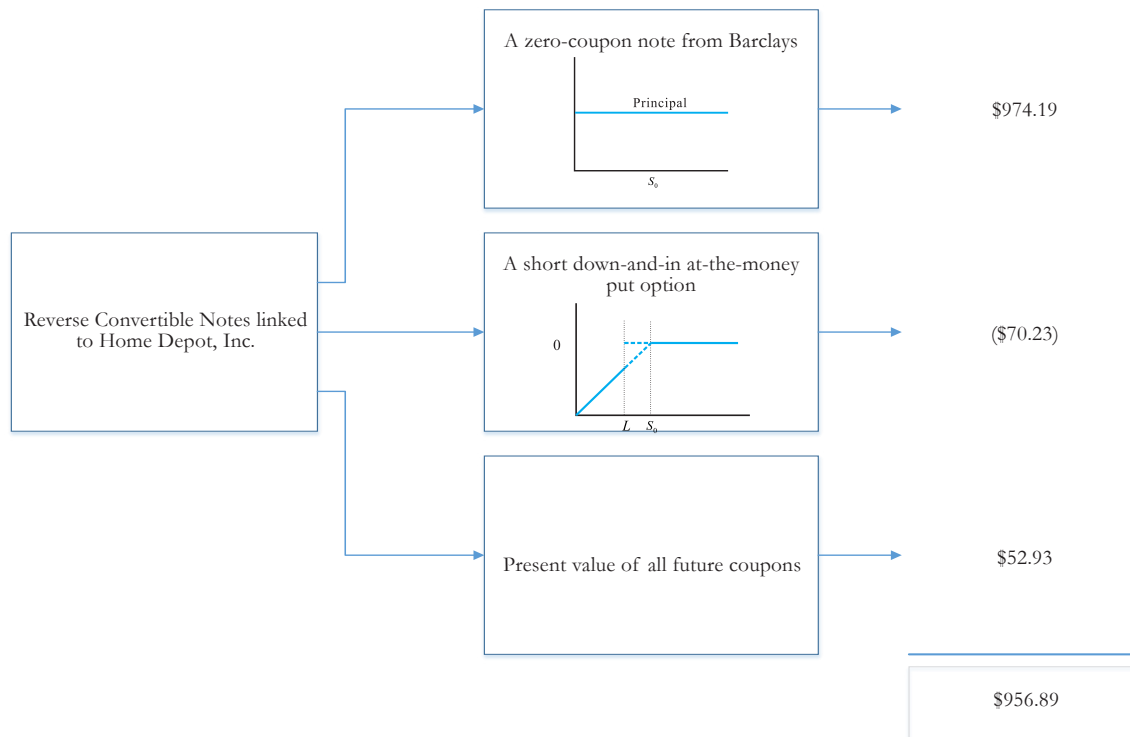 A zero-coupon note from Barclays
Principal
S₀
$974.19
Reverse Convertible Notes linked
to Home Depot, Inc.
A short down-and-in at-the-money
put option
0
L S₀
($70.23)
Present value of all future coupons
$52.93
$956.89